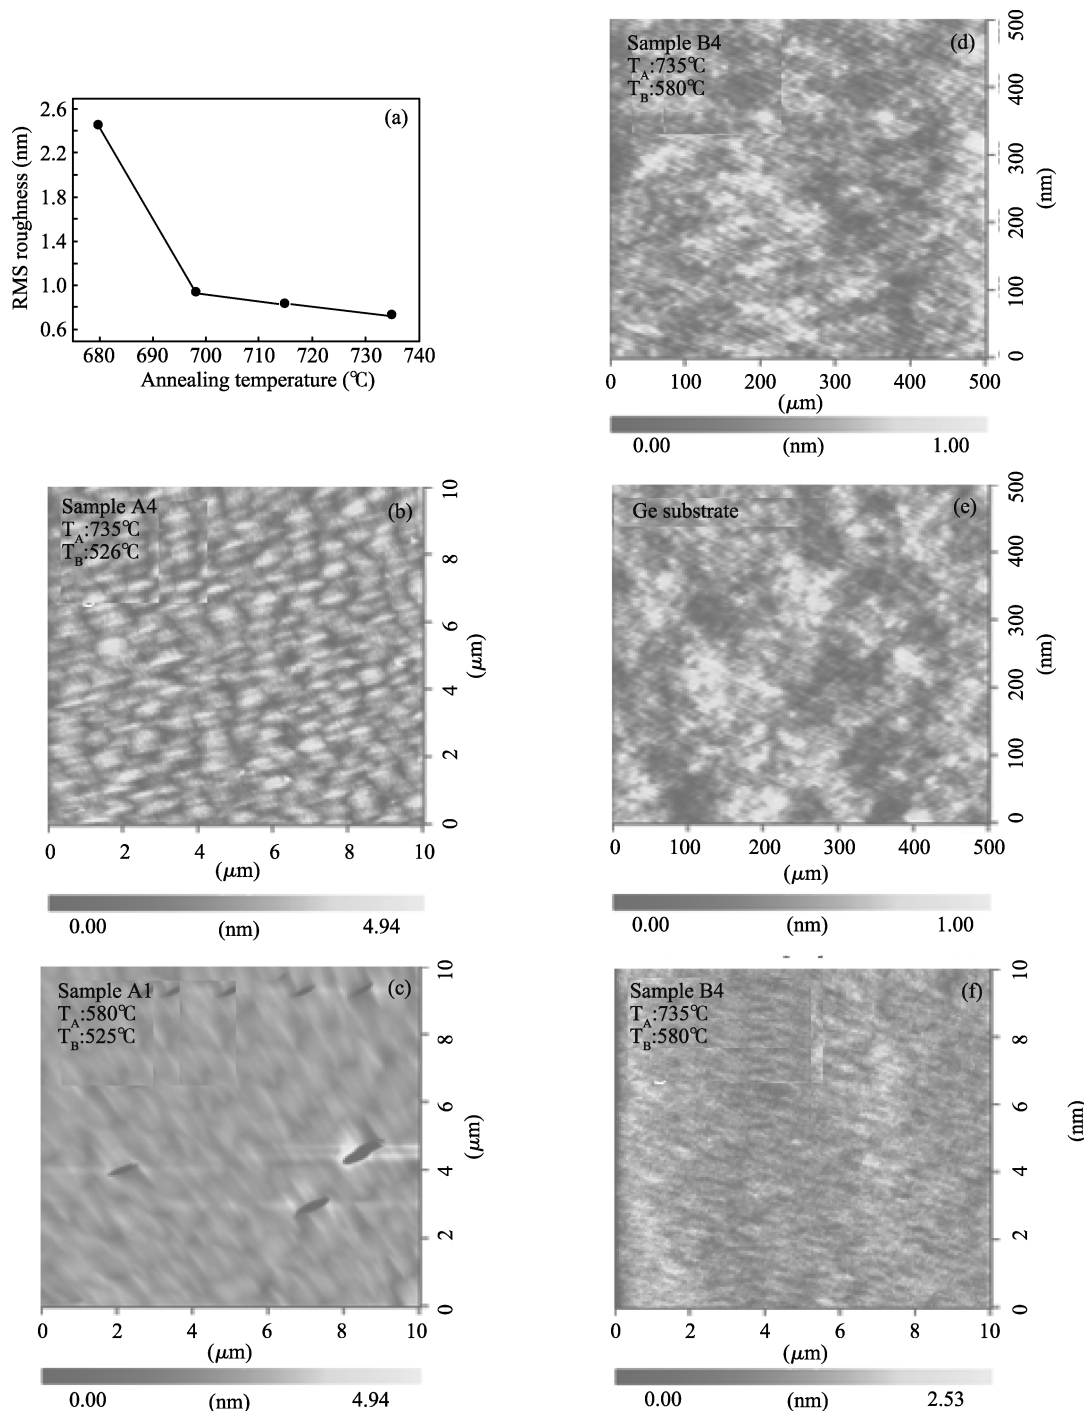 (a)
RMS roughness (nm)
2.6
2.2
1.8
1.4
1.0
0.6
680 690 700 710 720 730 740
Annealing temperature (℃)
Sample B4
(d)
T_A:735℃
T_B:580℃
500
400
300
200
100
0
(nm)
0 100 200 300 400 500
(μm)
0.00 (nm) 1.00
Sample A4
(b)
T_A:735℃
T_B:526℃
10
8
6
4
2
0
(μm)
0 2 4 6 8 10
(μm)
0.00 (nm) 4.94
Ge substrate
(e)
500
400
300
200
100
0
(nm)
0 100 200 300 400 500
(μm)
0.00 (nm) 1.00
Sample A1
(c)
T_A:580℃
T_B:525℃
10
8
6
4
2
0
(μm)
0 2 4 6 8 10
(μm)
0.00 (nm) 4.94
Sample B4
(f)
T_A:735℃
T_B:580℃
10
8
6
4
2
0
(nm)
0 2 4 6 8 10
(μm)
0.00 (nm) 2.53